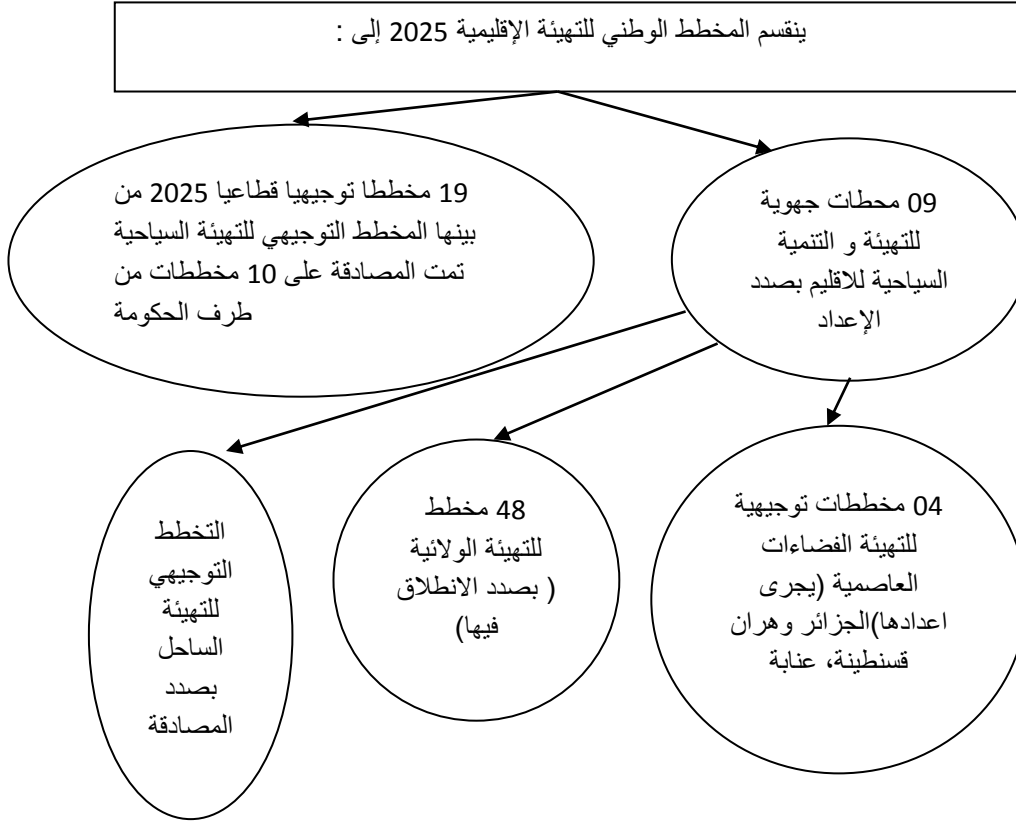 ينقسم المخطط الوطني للتهيئة الإقليمية 2025 إلى :
09 محطات جهوية
للتهيئة و التنمية
السياحية للاقليم بصدد
الإعداد
19 مخططا توجيهيا قطاعيا 2025 من
بينها المخطط التوجيهي للتهيئة السياحية
تمت المصادقة على 10 مخططات من
طرف الحكومة
04 مخططات توجيهية
للتهيئة الفضاءات
العاصمية (يجرى
اعدادها)الجزائر وهران
قسنطينة، عنابة
48 مخطط
للتهيئة الولائية
( بصدد الانطلاق
فيها)
التخطط
التوجيهي
للتهيئة
الساحل
بصدد
المصادقة